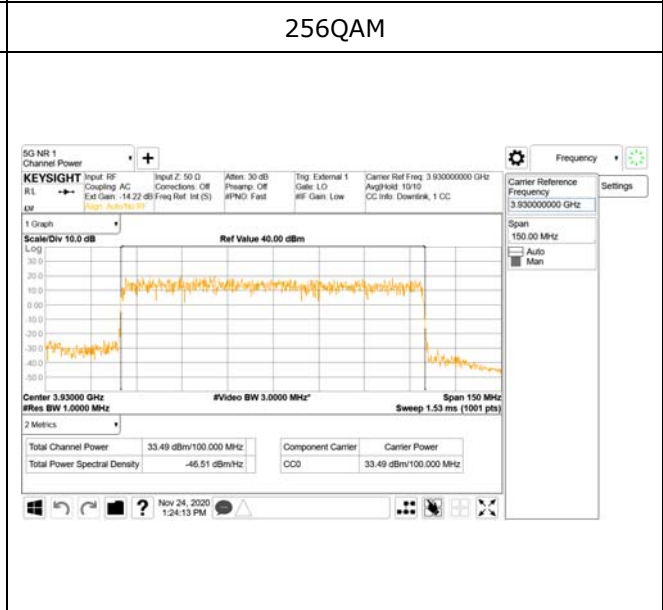 256QAM
5G NR 1
Channel Power
+
Frequency
KEYSIGHT Input: RF Input Z: 50 Ω Atten: 30 dB Trig: External 1 Carrier Ref Freq: 3.930000000 GHz
RL Coupling: AC Corrections: Off Preamp: Off Gate: LO Avg|Hold: 10/10
Ext Gain: -14.22 dB Freq Ref: Int (S) #PNO: Fast #IF Gain: Low CC Info: Downlink, 1 CC
Align: Auto/No RF
Carrier Reference Frequency
3.930000000 GHz
Settings
Span
150.00 MHz
Auto
Man
1 Graph
Scale/Div 10.0 dB Ref Value 40.00 dBm
Log
30.0
20.0
10.0
0.00
-10.0
-20.0
-30.0
-40.0
-50.0
Center 3.93000 GHz #Video BW 3.0000 MHz* Span 150 MHz
#Res BW 1.0000 MHz Sweep 1.53 ms (1001 pts)
2 Metrics
Total Channel Power 33.49 dBm/100.000 MHz Component Carrier Carrier Power
Total Power Spectral Density -46.51 dBm/Hz CC0 33.49 dBm/100.000 MHz
? Nov 24, 2020
1:24:13 PM